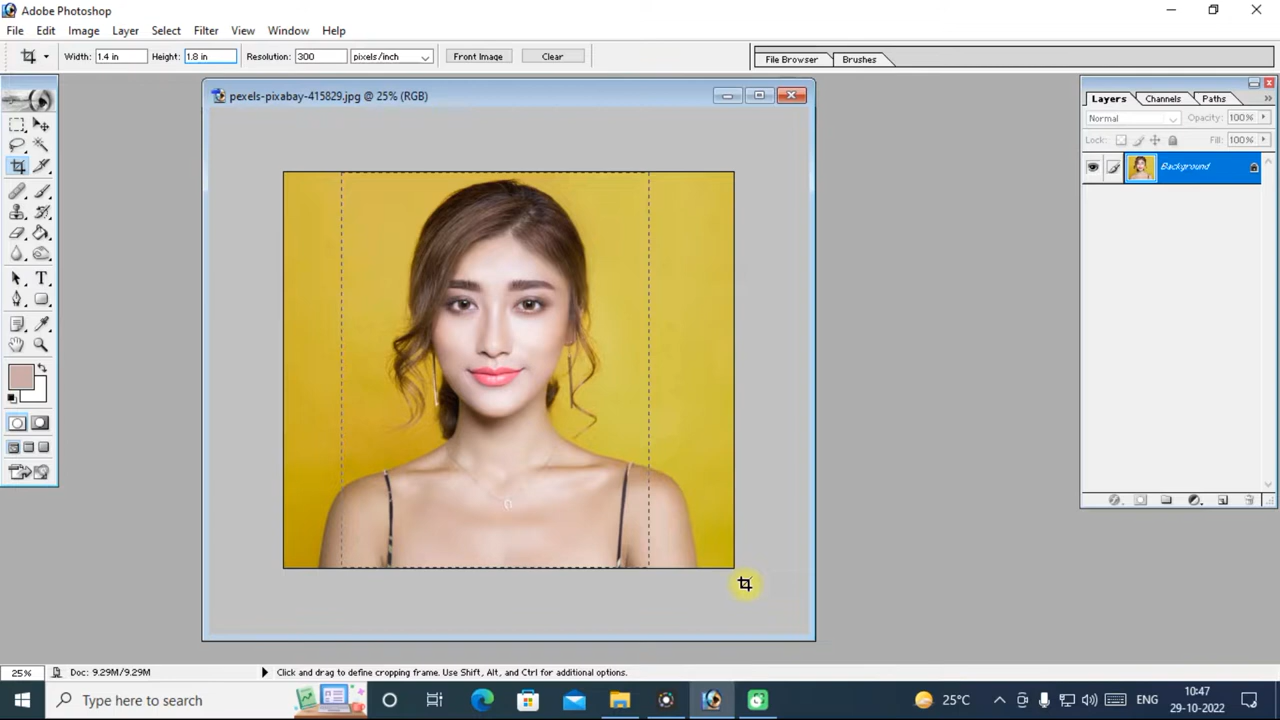 Adobe Photoshop
File Edit Image Layer Select Filter View Window Help
Width: 1.4 in Height: 1.8 in Resolution: 300 pixels/inch Front Image Clear File Browser Brushes
pexels-pixabay-415829.jpg @ 25% (RGB)
Layers Channels Paths
Normal Opacity: 100%
Lock: Fill: 100%
Background
T
25% Doc: 9.29M/9.29M Click and drag to define cropping frame. Use Shift, Alt, and Ctrl for additional options.
Type here to search 25°C ENG 10:47
29-10-2022